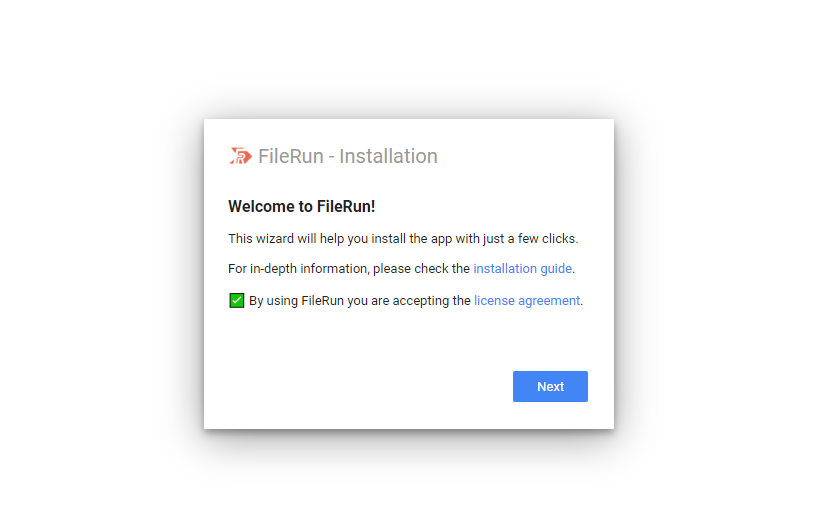 FileRun - Installation
Welcome to FileRun!
This wizard will help you install the app with just a few clicks.
For in-depth information, please check the installation guide.
By using FileRun you are accepting the license agreement.
Next